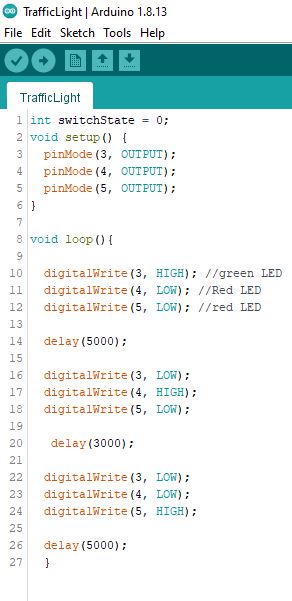 TrafficLight | Arduino 1.8.13
File Edit Sketch Tools Help
TrafficLight
1 int switchState = 0;
2 void setup() {
3   pinMode(3, OUTPUT);
4   pinMode(4, OUTPUT);
5   pinMode(5, OUTPUT);
6 }
7
8 void loop(){
9
10   digitalWrite(3, HIGH); //green LED
11   digitalWrite(4, LOW); //Red LED
12   digitalWrite(5, LOW); //red LED
13
14   delay(5000);
15
16   digitalWrite(3, LOW);
17   digitalWrite(4, HIGH);
18   digitalWrite(5, LOW);
19
20    delay(3000);
21
22   digitalWrite(3, LOW);
23   digitalWrite(4, LOW);
24   digitalWrite(5, HIGH);
25
26   delay(5000);
27   }